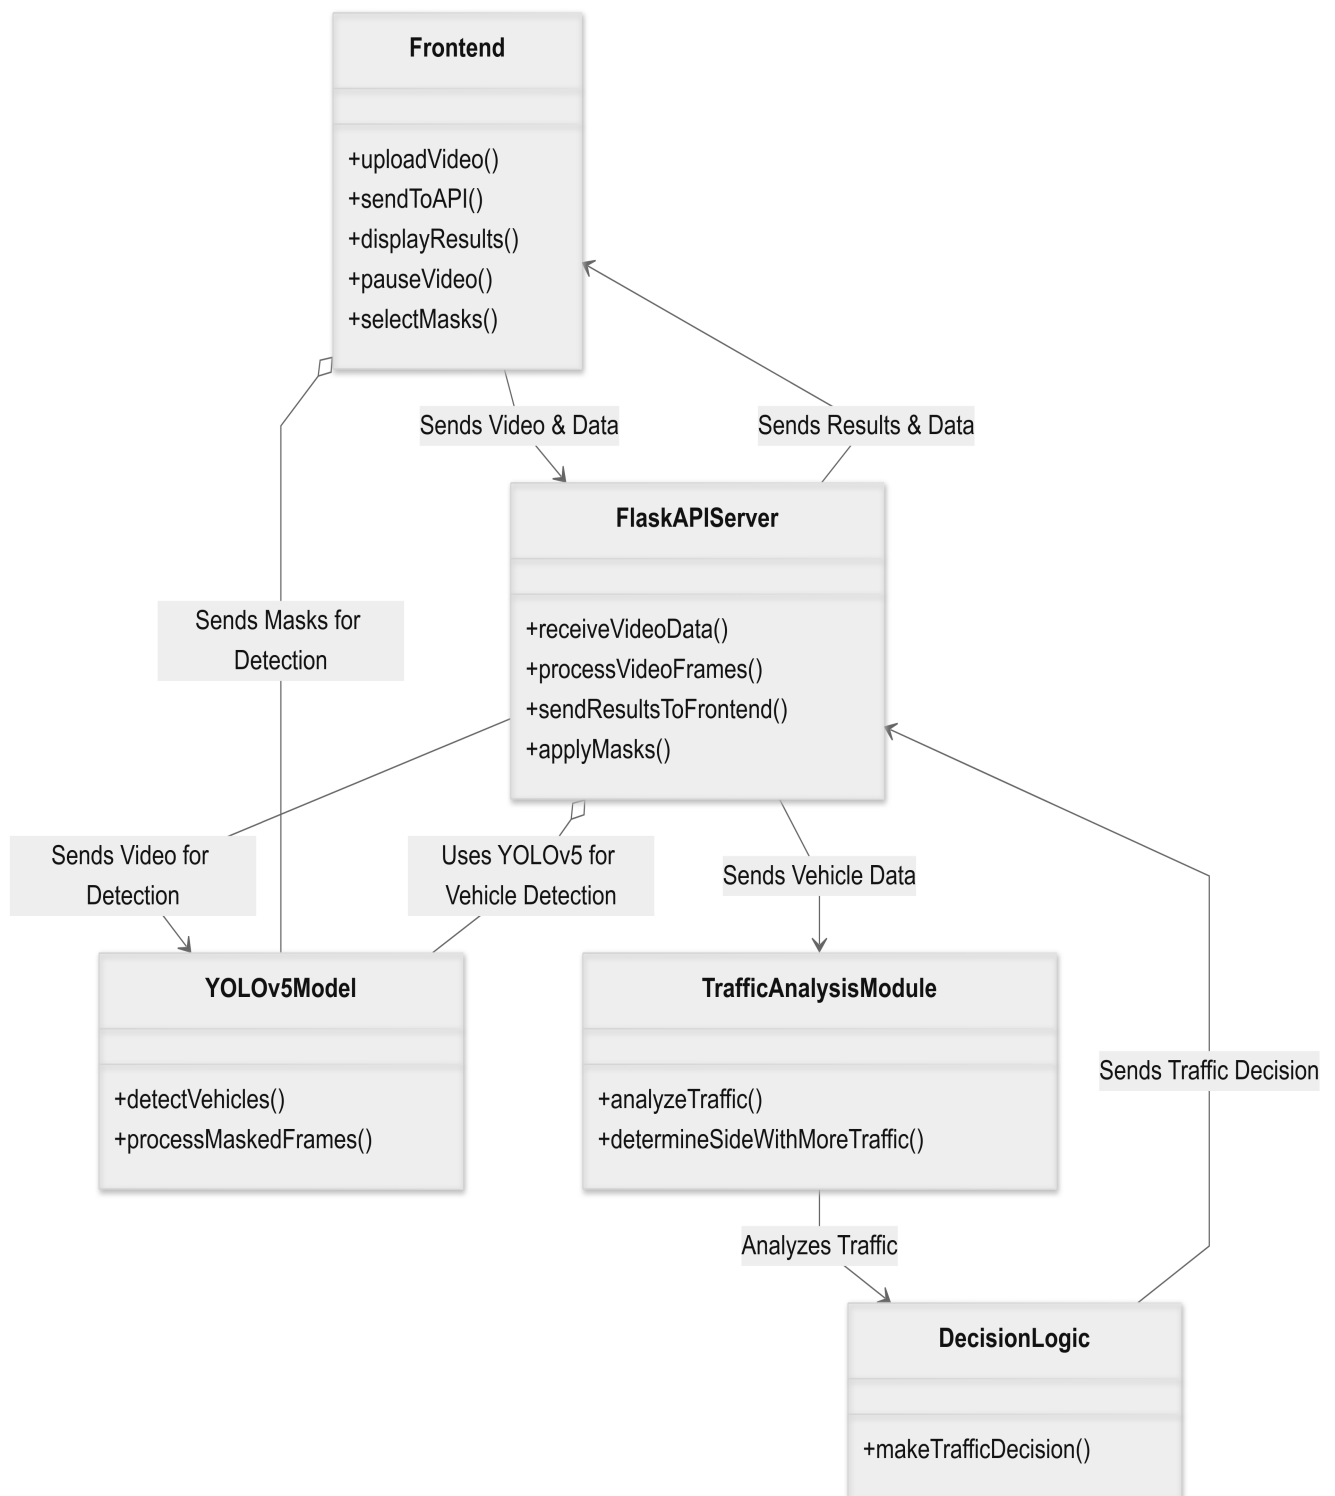 Frontend
+uploadVideo()
+sendToAPI()
+displayResults()
+pauseVideo()
+selectMasks()
Sends Video & Data
Sends Results & Data
FlaskAPIServer
+receiveVideoData()
+processVideoFrames()
+sendResultsToFrontend()
+applyMasks()
Sends Masks for
Detection
Sends Video for
Detection
Uses YOLOv5 for
Vehicle Detection
Sends Vehicle Data
YOLOv5Model
+detectVehicles()
+processMaskedFrames()
TrafficAnalysisModule
+analyzeTraffic()
+determineSideWithMoreTraffic()
Sends Traffic Decision
Analyzes Traffic
DecisionLogic
+makeTrafficDecision()